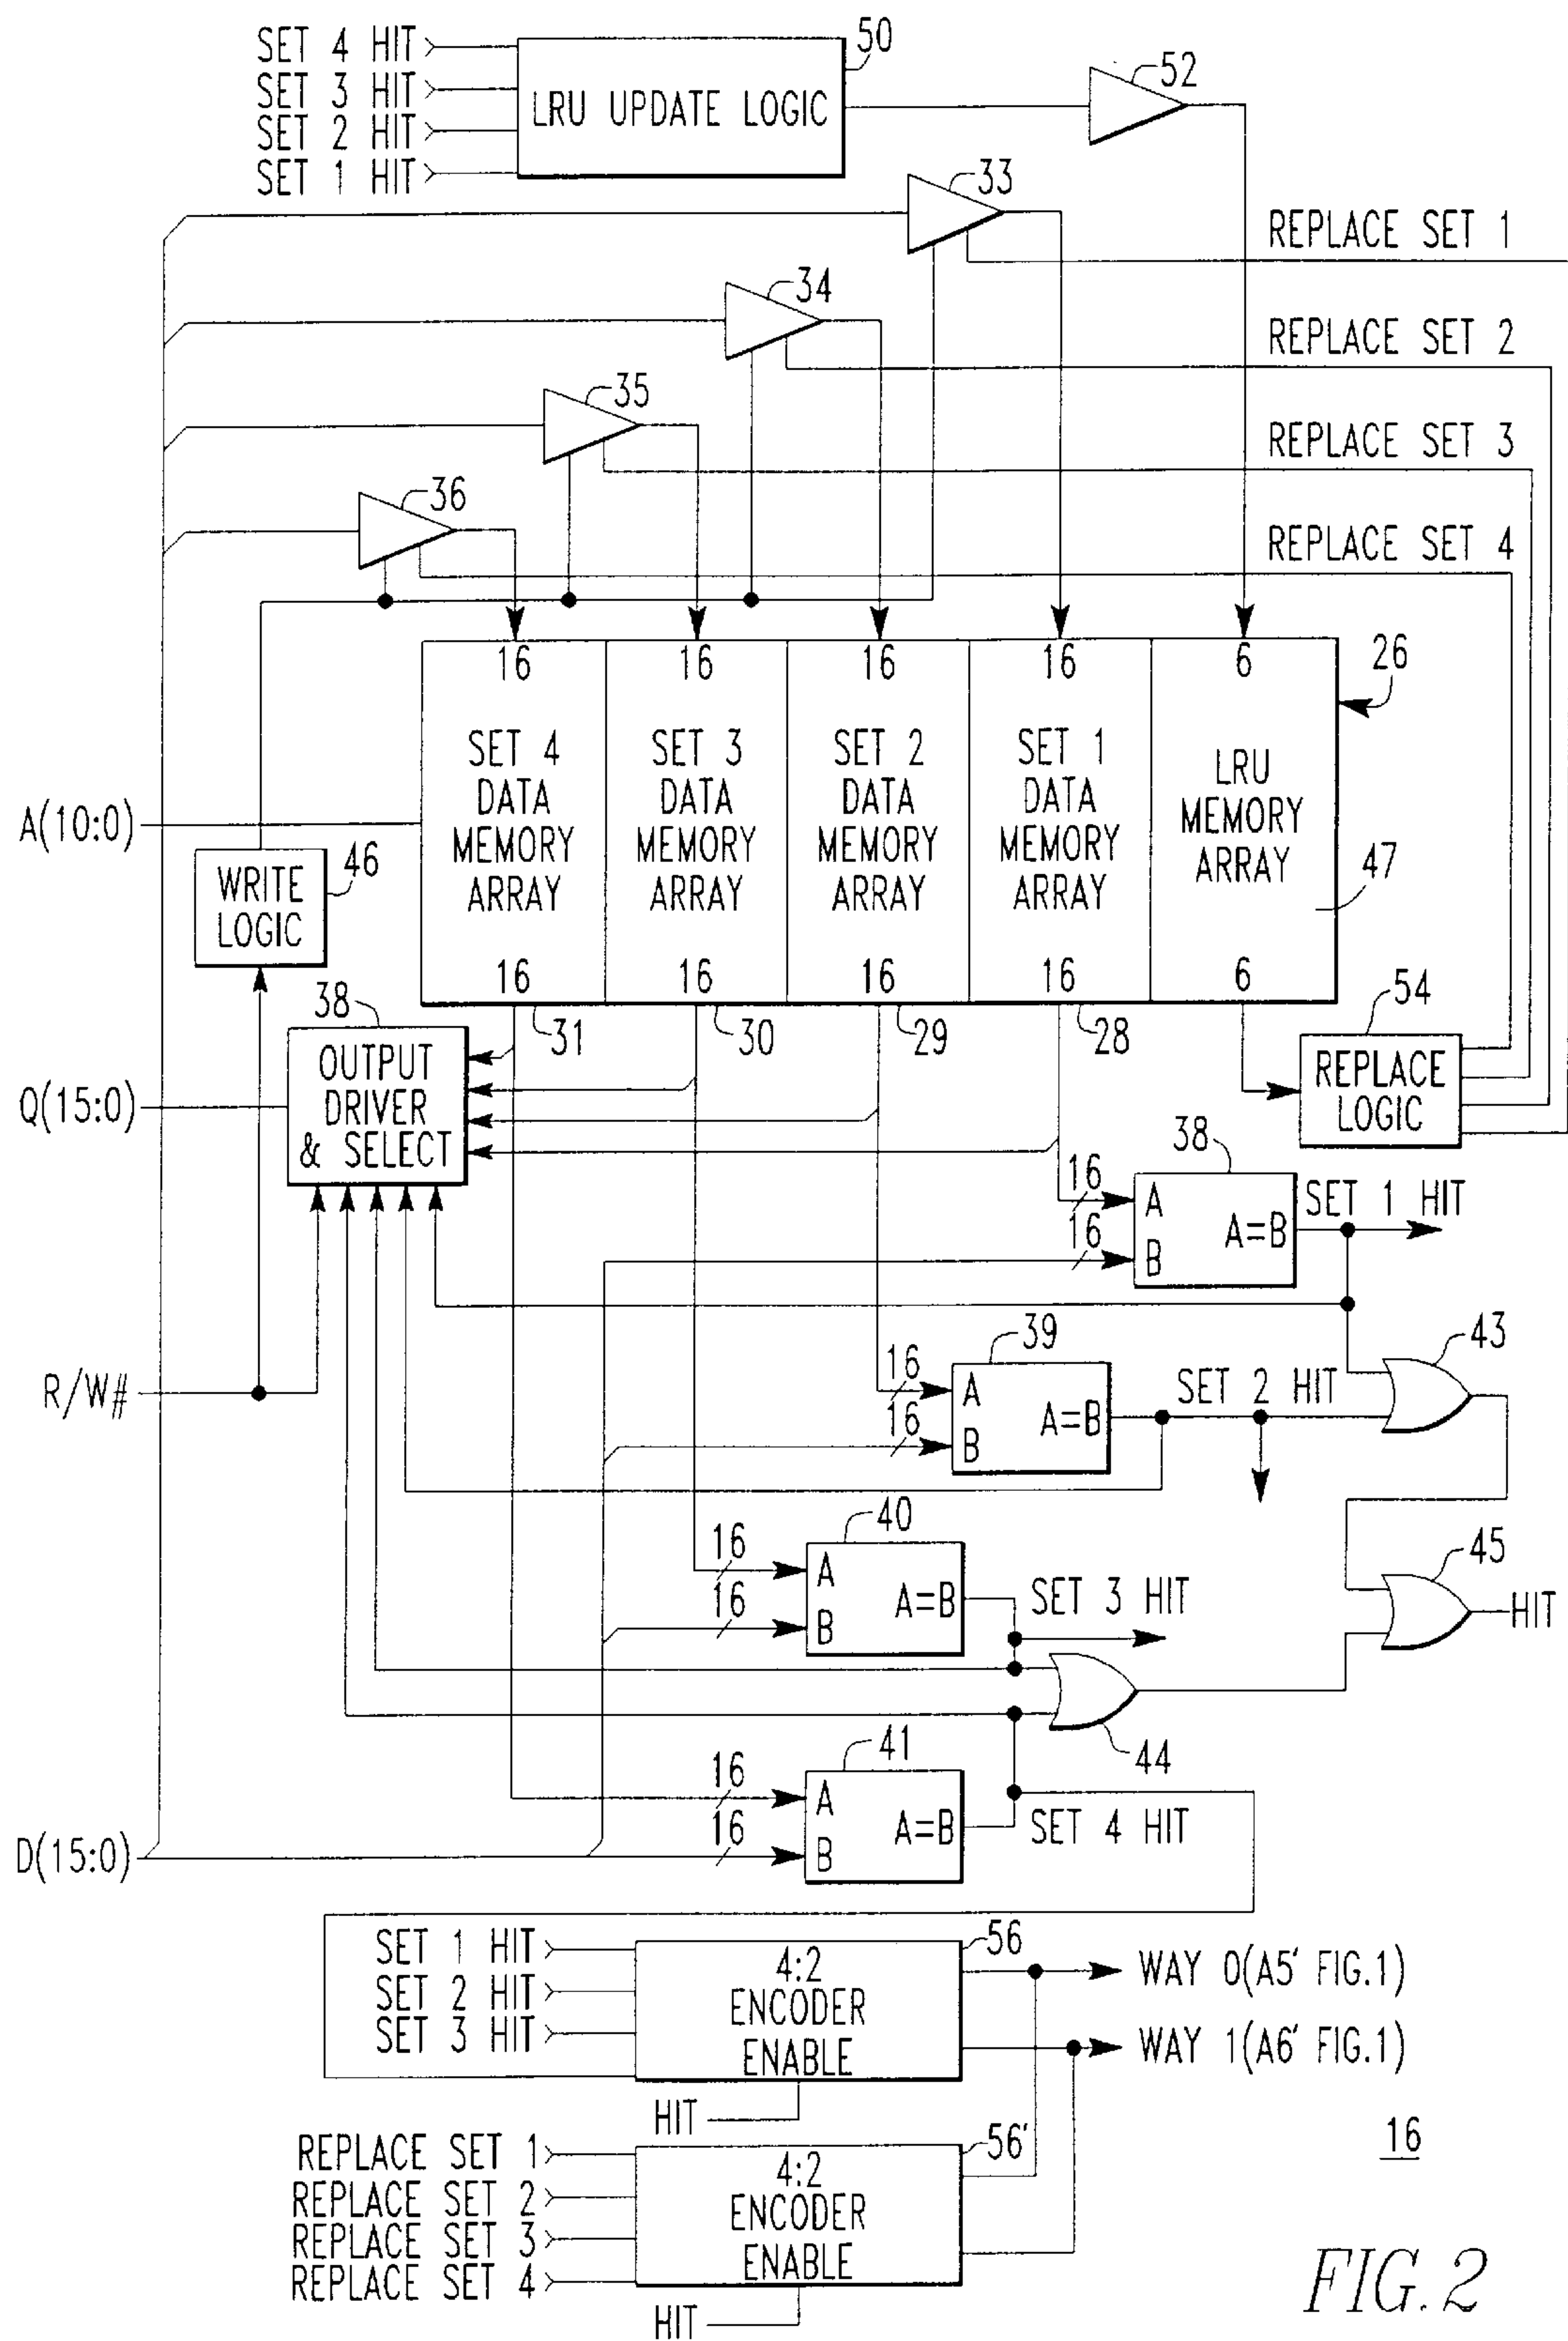 SET 4 HIT
SET 3 HIT
SET 2 HIT
SET 1 HIT
LRU UPDATE LOGIC
50
52
33
REPLACE SET 1
34
REPLACE SET 2
35
REPLACE SET 3
36
REPLACE SET 4
16
16
16
16
6
26
SET 4
DATA
MEMORY
ARRAY
SET 3
DATA
MEMORY
ARRAY
SET 2
DATA
MEMORY
ARRAY
SET 1
DATA
MEMORY
ARRAY
LRU
MEMORY
ARRAY
47
A(10:0)
WRITE
LOGIC
46
16
16
16
16
6
31
30
29
28
38
OUTPUT
DRIVER
& SELECT
Q(15:0)
54
REPLACE
LOGIC
38
16
A
16
B
A=B
SET 1 HIT
R/W#
39
16
A
16
B
A=B
SET 2 HIT
43
40
16
A
16
B
A=B
SET 3 HIT
45
HIT
44
41
16
A
16
B
A=B
SET 4 HIT
D(15:0)
SET 1 HIT
SET 2 HIT
SET 3 HIT
4:2
ENCODER
ENABLE
56
WAY 0(A5' FIG.1)
WAY 1(A6' FIG.1)
HIT
REPLACE SET 1
REPLACE SET 2
REPLACE SET 3
REPLACE SET 4
4:2
ENCODER
ENABLE
56'
HIT
16
FIG. 2